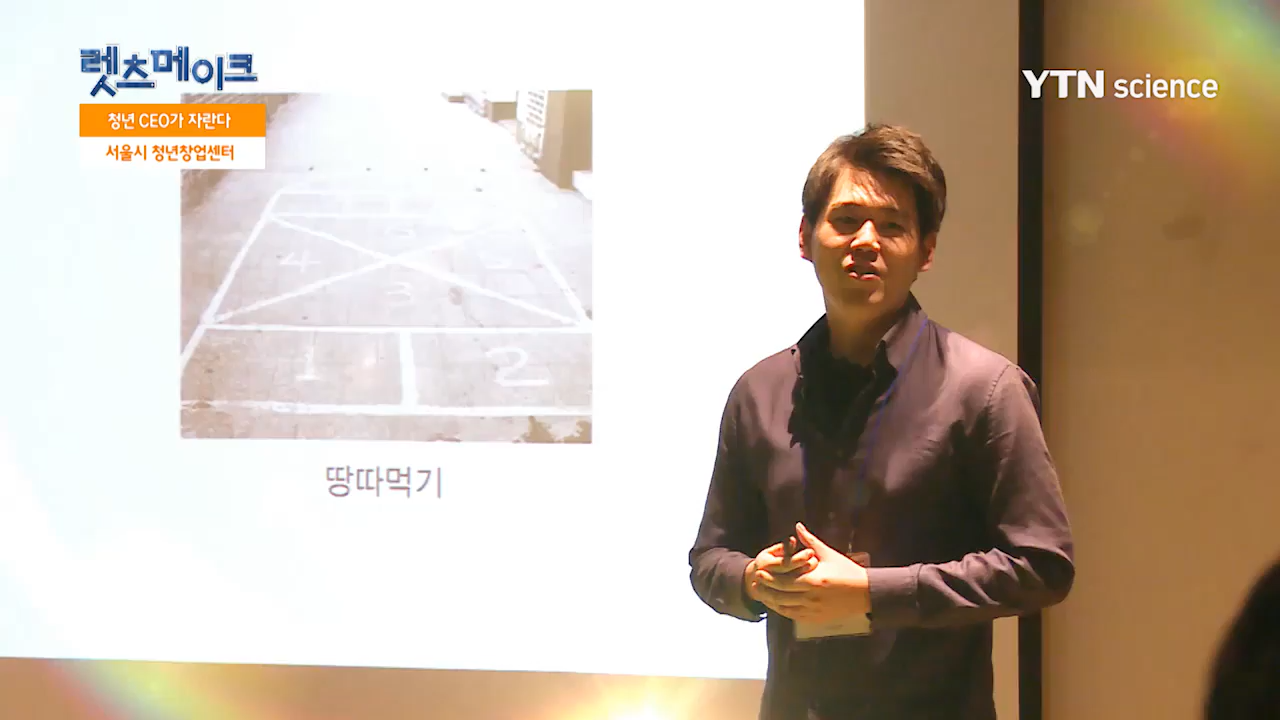 렛츠메이크
YTN science
청년 CEO가 자란다
서울시 청년창업센터
4
3
1
2
땅따먹기